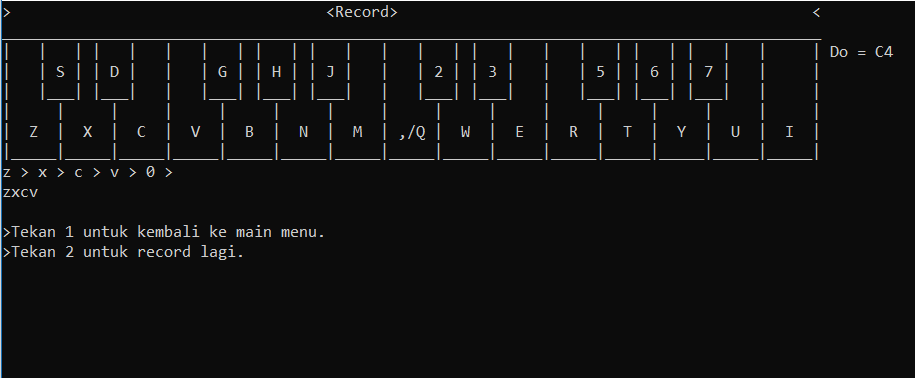 > <Record> <
Do = C4
S D G H J 2 3 5 6 7
Z X C V B N M ,/Q W E R T Y U I
z > x > c > v > 0 >
zxcv
>Tekan 1 untuk kembali ke main menu.
>Tekan 2 untuk record lagi.